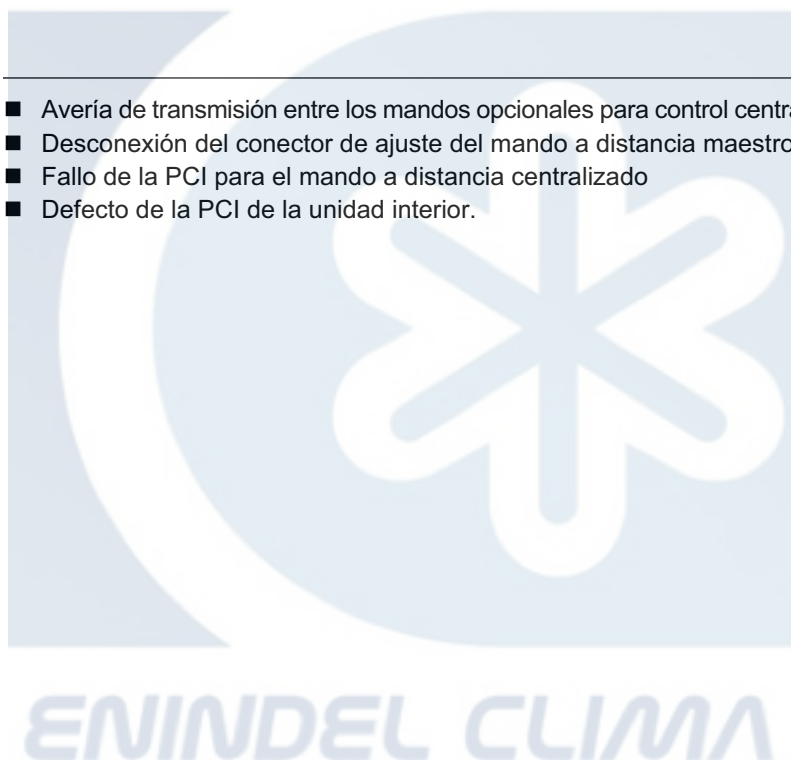 Avería de transmisión entre los mandos opcionales para control
Desconexión del conector de ajuste del mando a distancia maestro
Fallo de la PCI para el mando a distancia centralizado
Defecto de la PCI de la unidad interior.
ENINDEL CLIMA